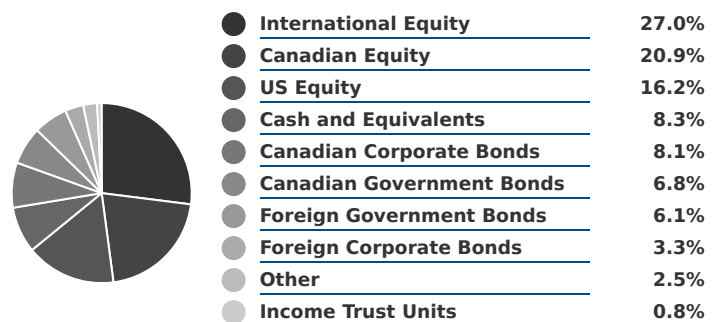 International Equity 27.0%
Canadian Equity 20.9%
US Equity 16.2%
Cash and Equivalents 8.3%
Canadian Corporate Bonds 8.1%
Canadian Government Bonds 6.8%
Foreign Government Bonds 6.1%
Foreign Corporate Bonds 3.3%
Other 2.5%
Income Trust Units 0.8%